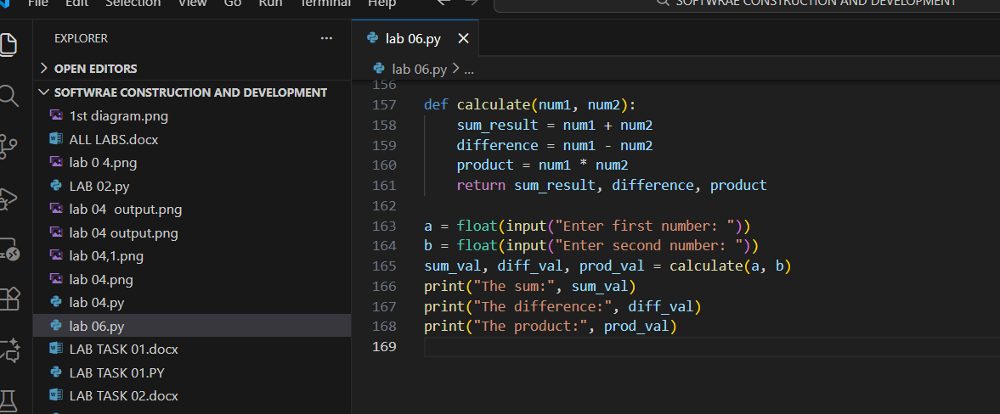 File Edit Selection View Go Run Terminal Help
SOFTWRAE CONSTRUCTION AND DEVELOPMENT
EXPLORER
OPEN EDITORS
SOFTWRAE CONSTRUCTION AND DEVELOPMENT
1st diagram.png
ALL LABS.docx
lab 0 4.png
LAB 02.py
lab 04  output.png
lab 04 output.png
lab 04,1.png
lab 04.png
lab 04.py
lab 06.py
LAB TASK 01.docx
LAB TASK 01.PY
LAB TASK 02.docx
lab 06.py
lab 06.py > ...
156
157 def calculate(num1, num2):
158     sum_result = num1 + num2
159     difference = num1 - num2
160     product = num1 * num2
161     return sum_result, difference, product
162
163 a = float(input("Enter first number: "))
164 b = float(input("Enter second number: "))
165 sum_val, diff_val, prod_val = calculate(a, b)
166 print("The sum:", sum_val)
167 print("The difference:", diff_val)
168 print("The product:", prod_val)
169